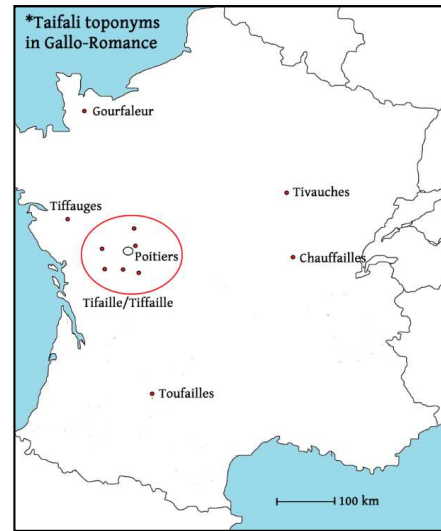 *Taifali toponyms
in Gallo-Romance
Gourfaleur
Tivauches
Tiffauges
Poitiers
Chauffailles
Tifaille/Tiffaille
Toufailles
100 km